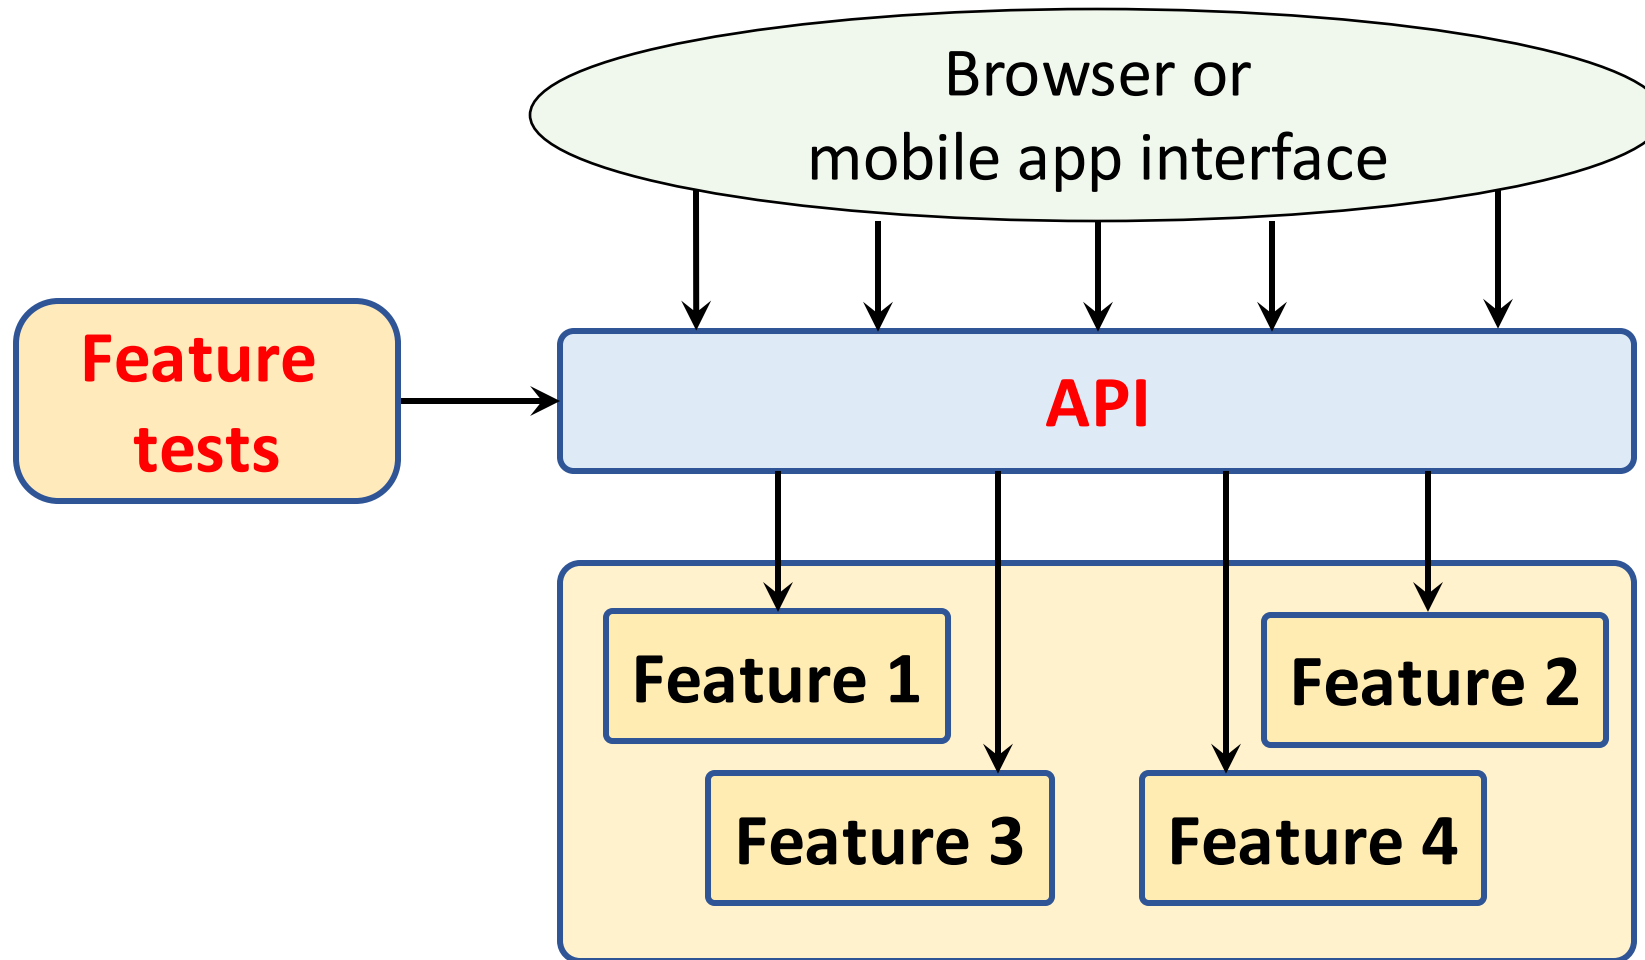 Browser or
mobile app interface
Feature
tests
API
Feature 1
Feature 2
Feature 3
Feature 4